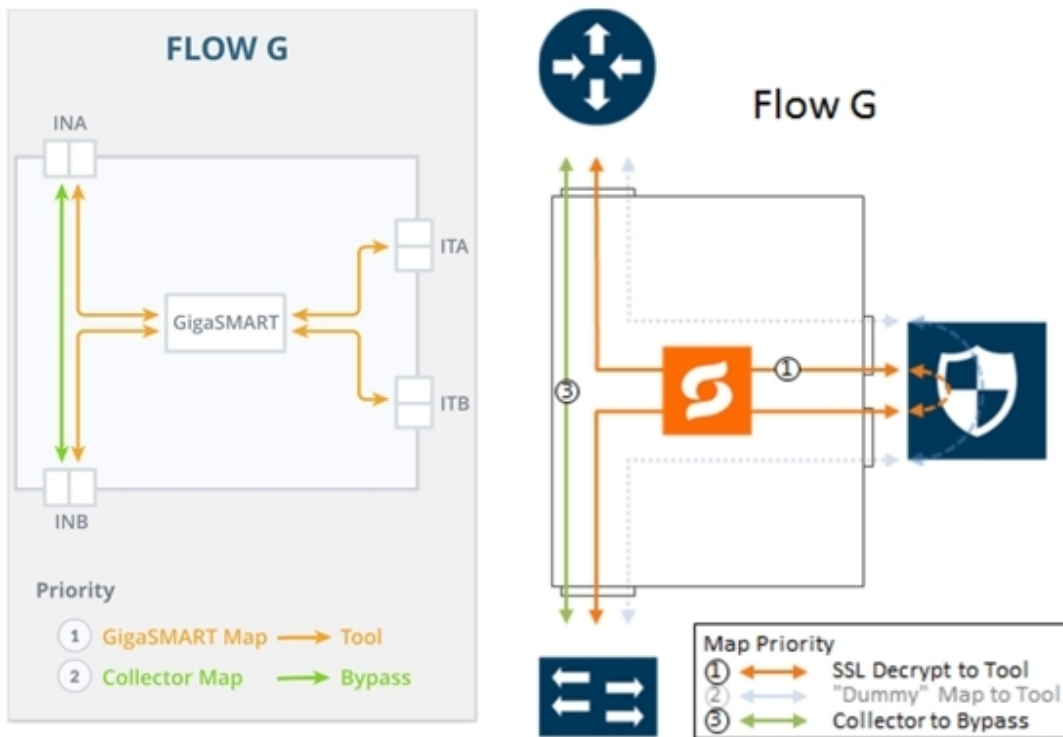 FLOW G
INA
GigaSMART
ITA
ITB
INB
Priority
1 GigaSMART Map Tool
2 Collector Map Bypass
Flow G
1
3
Map Priority
1 SSL Decrypt to Tool
2 "Dummy" Map to Tool
3 Collector to Bypass